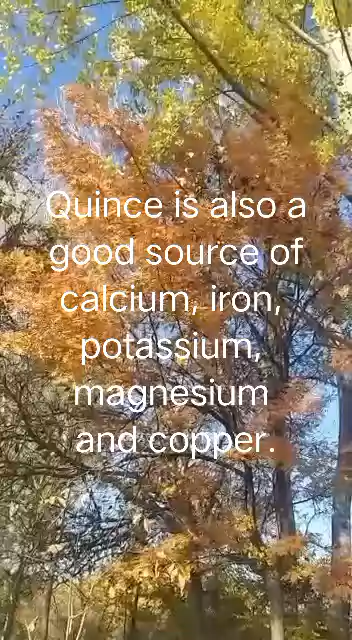 Quince is also a
good source of
calcium, iron,
potassium,
magnesium
and copper.